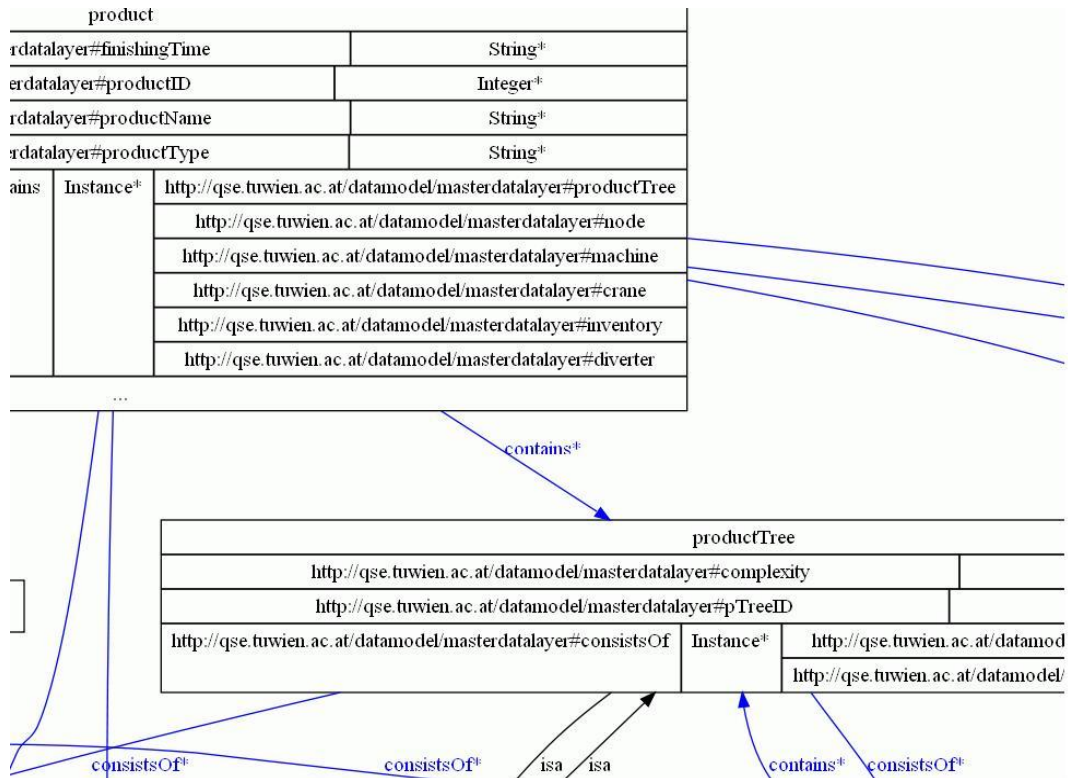 product
rdatalayer#finishingTime String*
erdatalayer#productID Integer*
rdatalayer#productName String*
erdatalayer#productType String*
ains Instance* http://qse.tuwien.ac.at/datamodel/masterdatalayer#productTree
http://qse.tuwien.ac.at/datamodel/masterdatalayer#node
http://qse.tuwien.ac.at/datamodel/masterdatalayer#machine
http://qse.tuwien.ac.at/datamodel/masterdatalayer#crane
http://qse.tuwien.ac.at/datamodel/masterdatalayer#inventory
http://qse.tuwien.ac.at/datamodel/masterdatalayer#diverter
...
contains*
productTree
http://qse.tuwien.ac.at/datamodel/masterdatalayer#complexity
http://qse.tuwien.ac.at/datamodel/masterdatalayer#pTreeID
http://qse.tuwien.ac.at/datamodel/masterdatalayer#consistsOf Instance* http://qse.tuwien.ac.at/datamod
http://qse.tuwien.ac.at/datamodel/
consistsOf* consistsOf* isa isa contains* consistsOf*